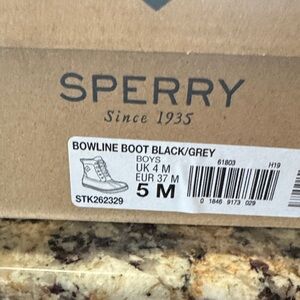 SPERRY
Since 1935
BOWLINE BOOT BLACK/GREY
BOYS
UK 4 M
EUR 37 M
5 M
STK262329
61803 H19
0 1846 9173 029